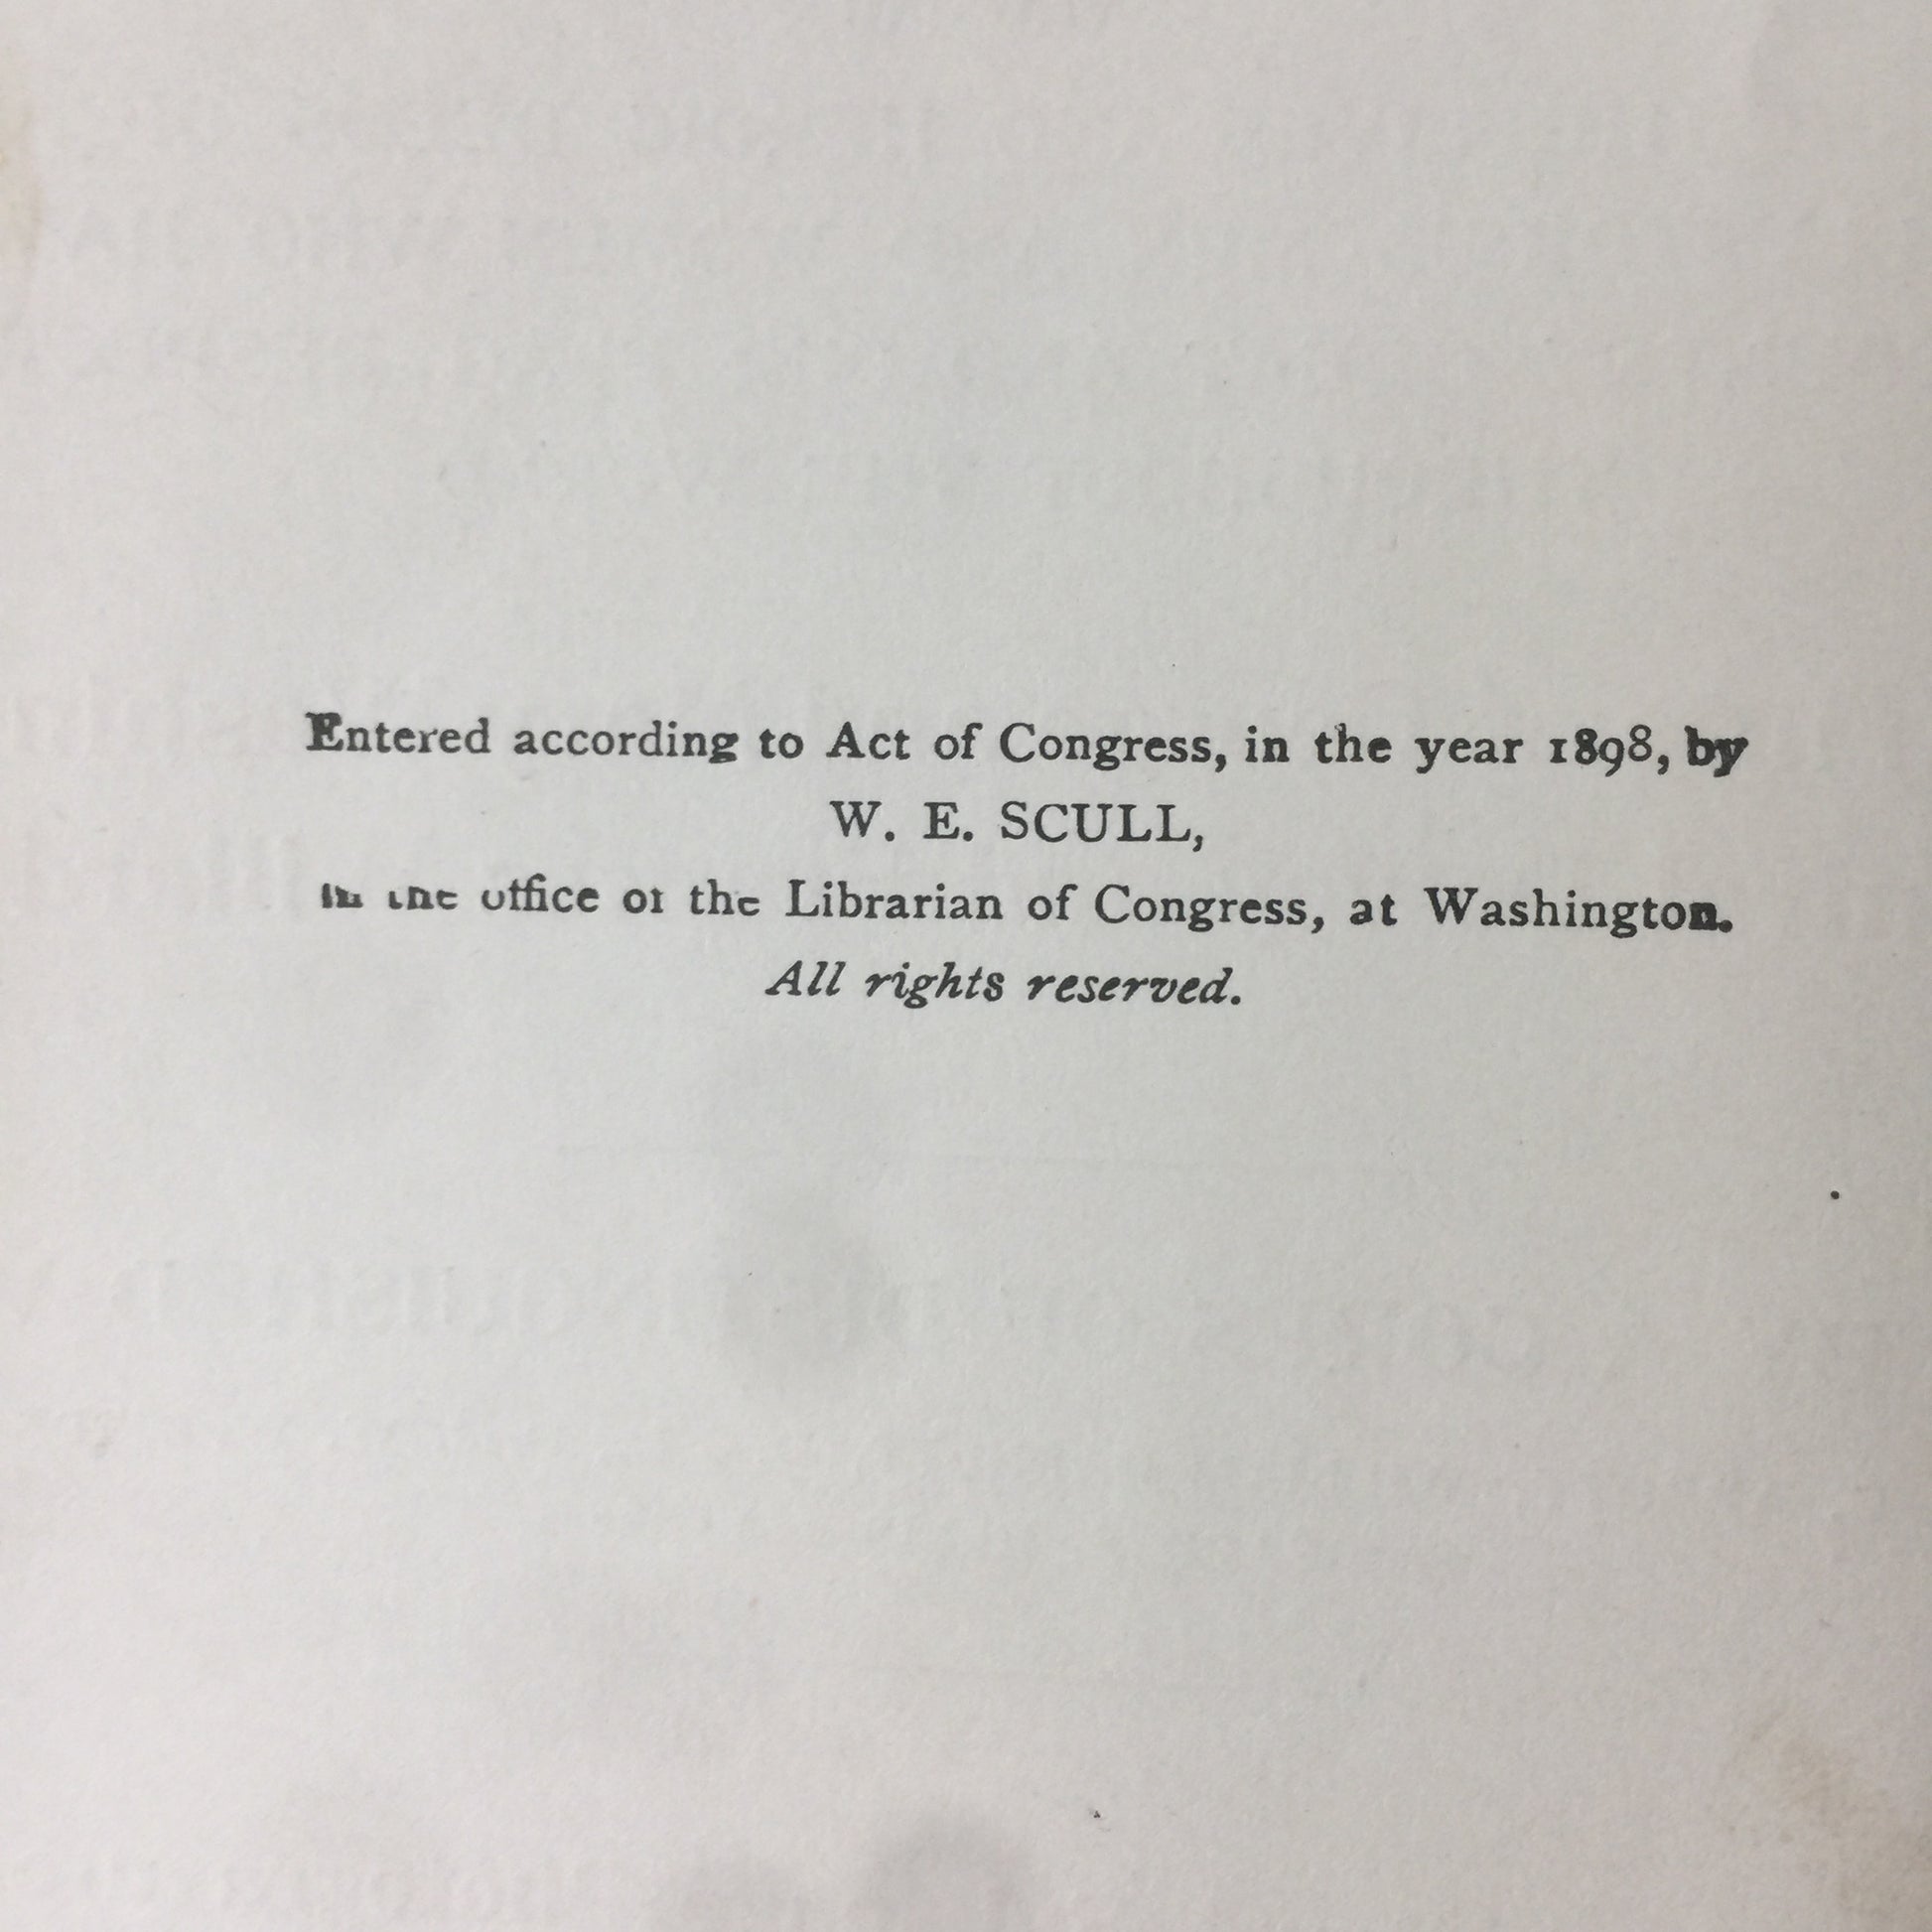 Entered according to Act of Congress, in the year 1898, by
W. E. SCULL,
in the office of the Librarian of Congress, at Washington.
All rights reserved.